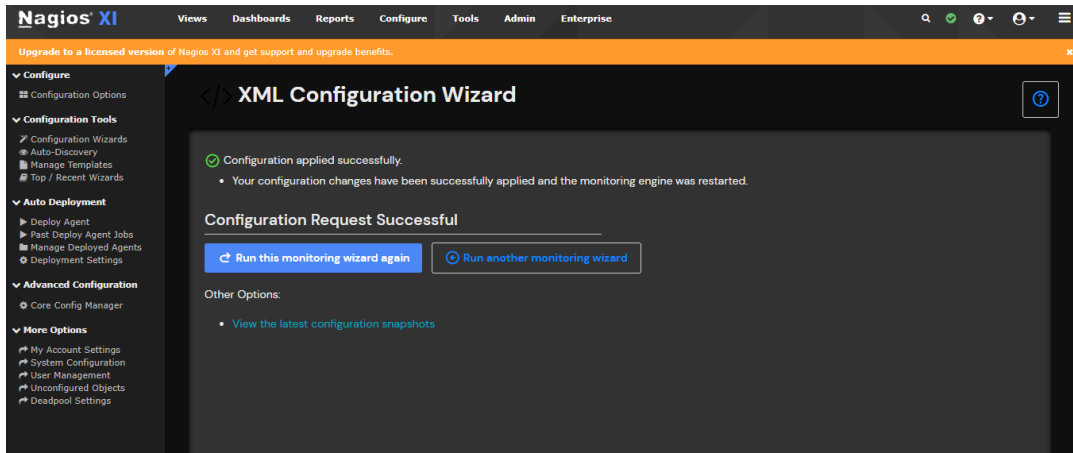 Nagios® XI Views Dashboards Reports Configure Tools Admin Enterprise
Upgrade to a licensed version of Nagios XI and get support and upgrade benefits.
Configure
Configuration Options
Configuration Tools
Configuration Wizards
Auto-Discovery
Manage Templates
Top / Recent Wizards
Auto Deployment
Deploy Agent
Past Deploy Agent Jobs
Manage Deployed Agents
Deployment Settings
Advanced Configuration
Core Config Manager
More Options
My Account Settings
System Configuration
User Management
Unconfigured Objects
Deadpool Settings
XML Configuration Wizard
Configuration applied successfully.
• Your configuration changes have been successfully applied and the monitoring engine was restarted.
Configuration Request Successful
Run this monitoring wizard again Run another monitoring wizard
Other Options:
• View the latest configuration snapshots